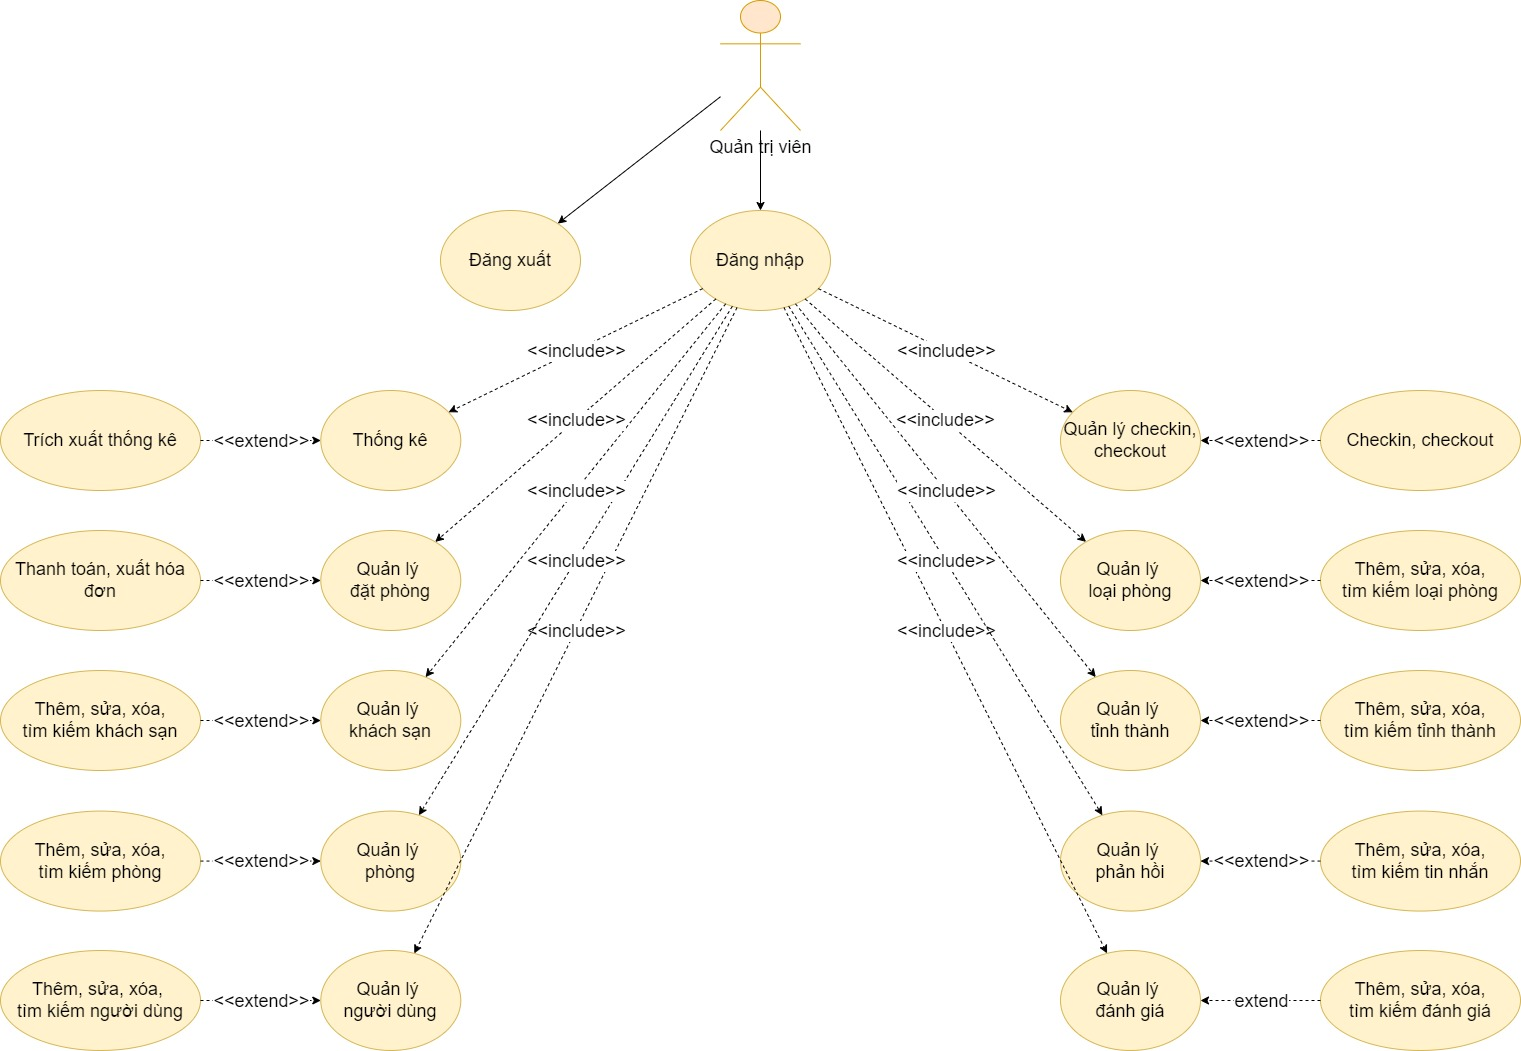 Quản trị viên
Đăng xuất
Đăng nhập
<<include>>
<<include>>
<<include>>
<<include>>
<<include>>
<<include>>
<<include>>
<<include>>
<<include>>
<<include>>
Trích xuất thống kê
<<extend>>
Thống kê
Quản lý checkin,
checkout
<<extend>>
Checkin, checkout
Thanh toán, xuất hóa
đơn
<<extend>>
Quản lý
đặt phòng
Quản lý
loại phòng
<<extend>>
Thêm, sửa, xóa,
tìm kiếm loại phòng
Thêm, sửa, xóa,
tìm kiếm khách sạn
<<extend>>
Quản lý
khách sạn
Quản lý
tỉnh thành
<<extend>>
Thêm, sửa, xóa,
tìm kiếm tỉnh thành
Thêm, sửa, xóa,
tìm kiếm phòng
<<extend>>
Quản lý
phòng
Quản lý
phản hồi
<<extend>>
Thêm, sửa, xóa,
tìm kiếm tin nhắn
Thêm, sửa, xóa,
tìm kiếm người dùng
<<extend>>
Quản lý
người dùng
Quản lý
đánh giá
extend
Thêm, sửa, xóa,
tìm kiếm đánh giá